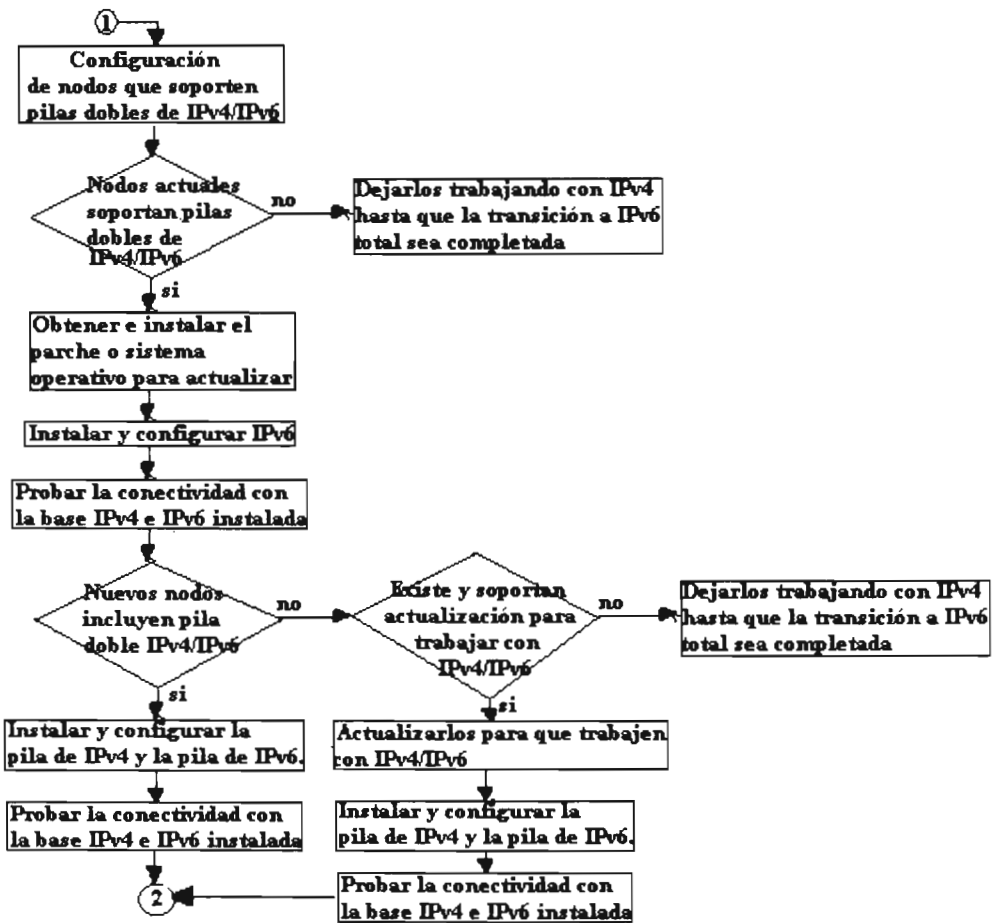 1
Configuración
de nodos que soporten
pilas dobles de IPv4/IPv6
Nodos actuales
soportan pilas
dobles de
IPv4/IPv6
no
Dejarlos trabajando con IPv4
hasta que la transición a IPv6
total sea completada
si
Obtener e instalar el
parche o sistema
operativo para actualizar
Instalar y configurar IPv6
Probar la conectividad con
la base IPv4 e IPv6 instalada
Nuevos nodos
incluyen pila
doble IPv4/IPv6
no
Existe y soportan
actualización para
trabajar con
IPv4/IPv6
no
Dejarlos trabajando con IPv4
hasta que la transición a IPv6
total sea completada
si
Instalar y configurar la
pila de IPv4 y la pila de IPv6.
Probar la conectividad con
la base IPv4 e IPv6 instalada
si
Actualizarlos para que trabajen
con IPv4/IPv6
Instalar y configurar la
pila de IPv4 y la pila de IPv6.
Probar la conectividad con
la base IPv4 e IPv6 instalada
2